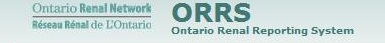 Ontario Renal Network
Réseau Rénal de L'Ontario
ORRS
Ontario Renal Reporting System